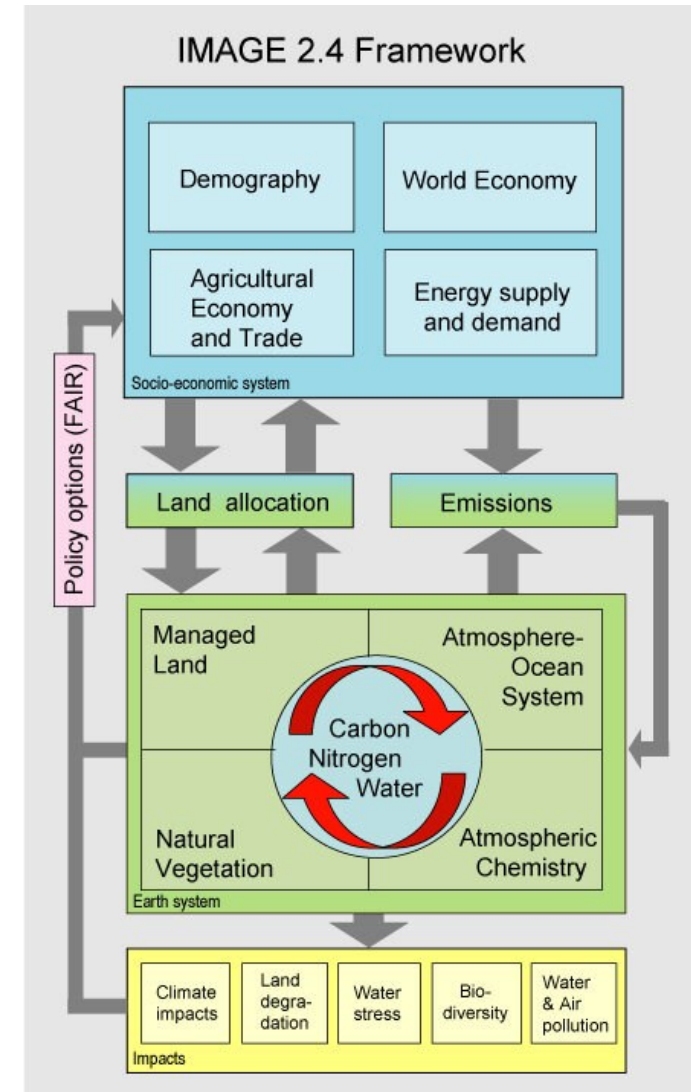 IMAGE 2.4 Framework
Demography
World Economy
Agricultural
Economy
and Trade
Energy supply
and demand
Socio-economic system
Policy options (FAIR)
Land allocation
Emissions
Managed
Land
Atmosphere-
Ocean
System
Carbon
Nitrogen
Water
Natural
Vegetation
Atmospheric
Chemistry
Earth system
Climate
impacts
Land
degra-
dation
Water
stress
Bio-
diversity
Water
& Air
pollution
Impacts